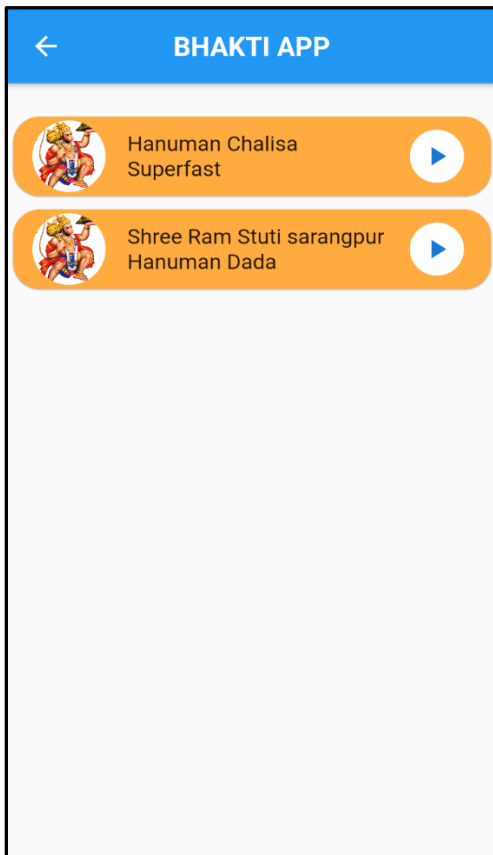 BHAKTI APP
Hanuman Chalisa
Superfast
Shree Ram Stuti sarangpur
Hanuman Dada